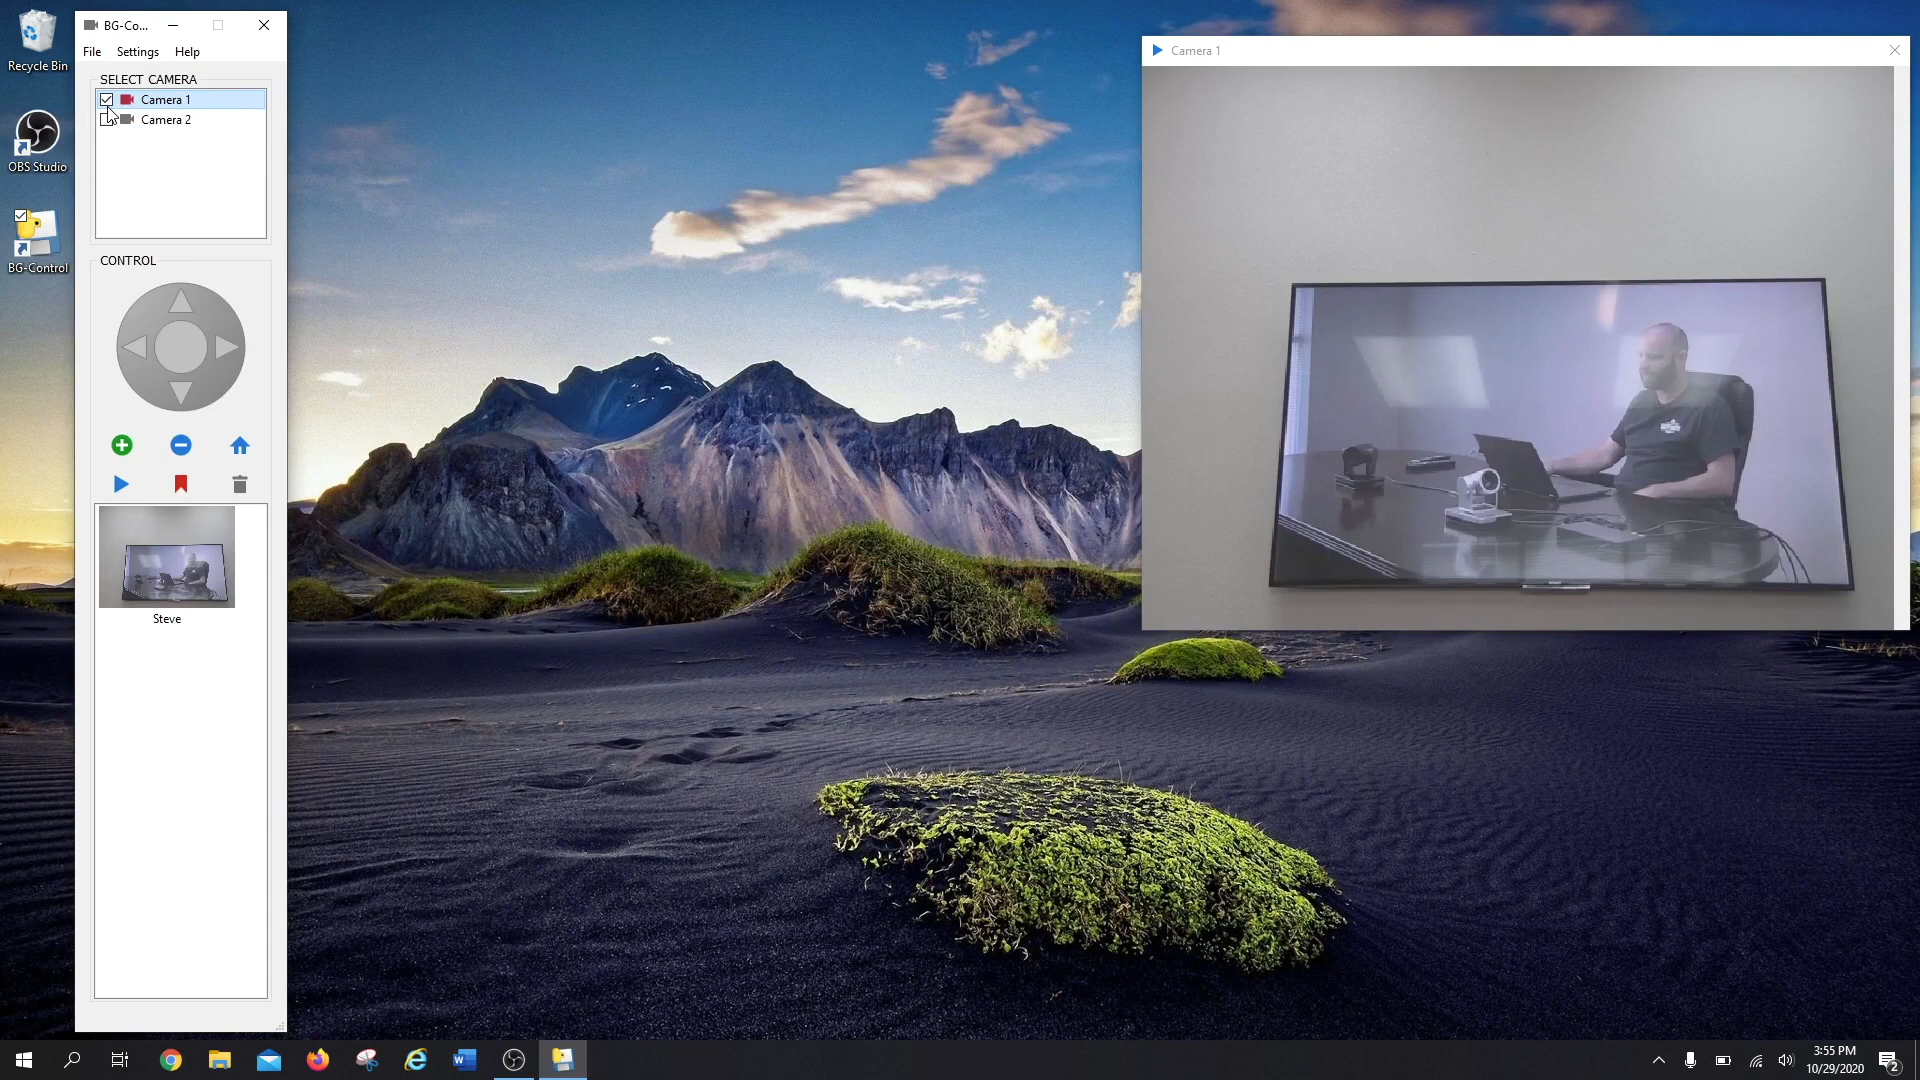 Recycle Bin
OBS Studio
BG-Control
BG-Co...
File Settings Help
SELECT CAMERA
Camera 1
Camera 2
CONTROL
Steve
Camera 1
3:55 PM
10/29/2020
2